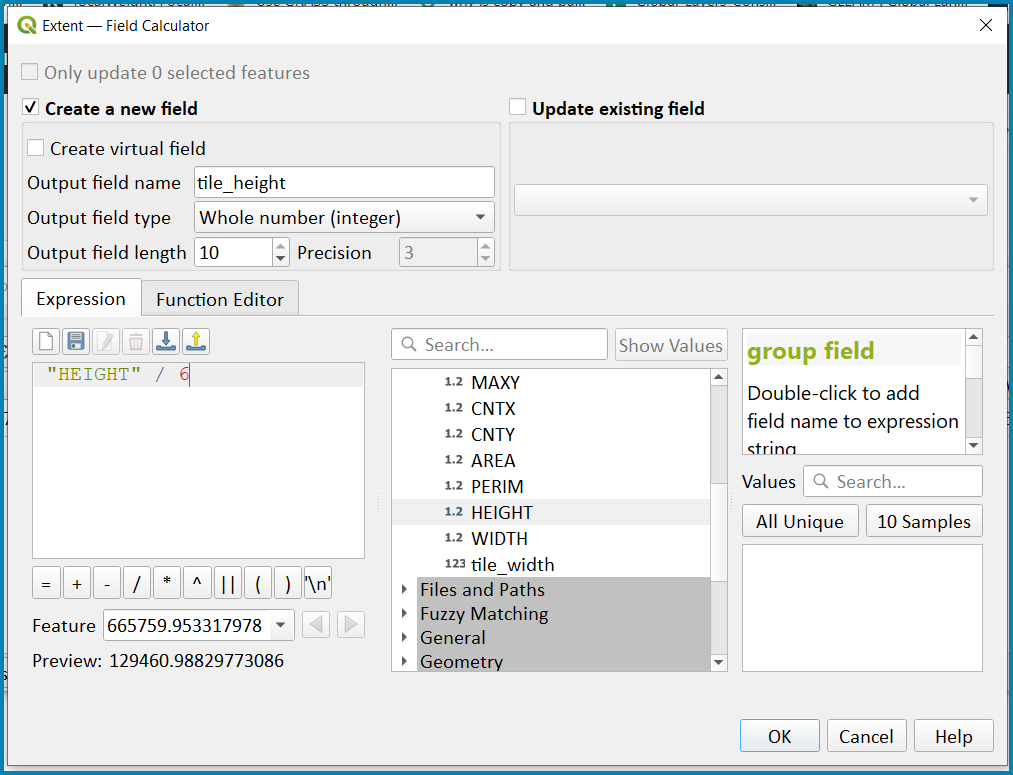 Extent — Field Calculator
Only update 0 selected features
Create a new field
Update existing field
Create virtual field
Output field name tile_height
Output field type Whole number (integer)
Output field length 10 Precision 3
Expression Function Editor
Search... Show Values
"HEIGHT" / 6
1.2 MAXY
1.2 CNTX
1.2 CNTY
1.2 AREA
1.2 PERIM
1.2 HEIGHT
1.2 WIDTH
123 tile_width
Files and Paths
Fuzzy Matching
General
Geometry
group field
Double-click to add
field name to expression
string
Values Search...
All Unique 10 Samples
= + - / * ^ || ( ) '\n'
Feature 665759.953317978
Preview: 129460.98829773086
OK Cancel Help